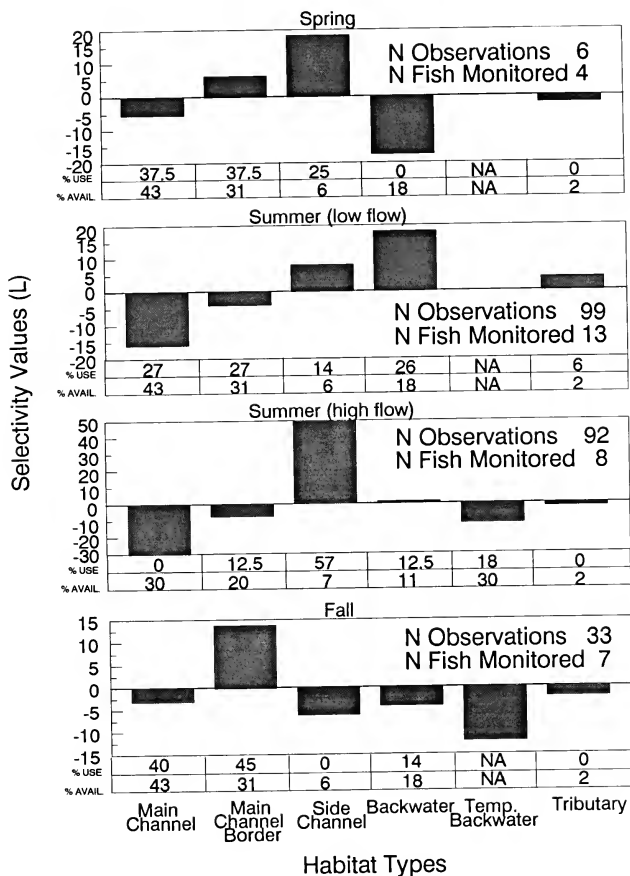 Spring
20
15
10
5
0
-5
-10
-15
-20
N Observations 6
N Fish Monitored 4
% USE 37.5 37.5 25 0 NA 0
% AVAIL. 43 31 6 18 NA 2
Summer (low flow)
20
15
10
5
0
-5
-10
-15
-20
N Observations 99
N Fish Monitored 13
% USE 27 27 14 26 NA 6
% AVAIL. 43 31 6 18 NA 2
Selectivity Values (L)
Summer (high flow)
50
40
30
20
10
0
-10
-20
-30
N Observations 92
N Fish Monitored 8
% USE 0 12.5 57 12.5 18 0
% AVAIL. 30 20 7 11 30 2
Fall
15
10
5
0
-5
-10
-15
N Observations 33
N Fish Monitored 7
% USE 40 45 0 14 NA 0
% AVAIL. 43 31 6 18 NA 2
Main Channel
Main Channel Border
Side Channel
Backwater
Temp. Backwater
Tributary
Habitat Types